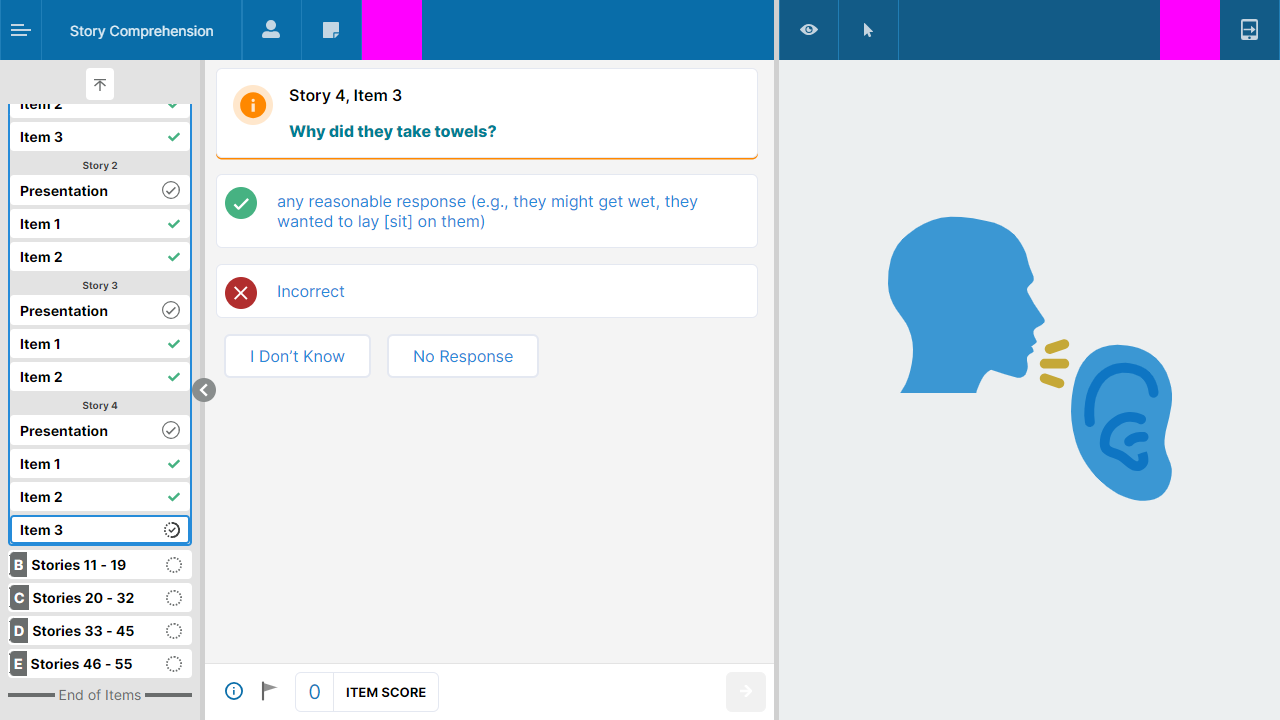 Story Comprehension
Item 2
Item 3
Story 2
Presentation
Item 1
Item 2
Story 3
Presentation
Item 1
Item 2
Story 4
Presentation
Item 1
Item 2
Item 3
B Stories 11 - 19
C Stories 20 - 32
D Stories 33 - 45
E Stories 46 - 55
End of Items
Story 4, Item 3
Why did they take towels?
any reasonable response (e.g., they might get wet, they
wanted to lay [sit] on them)
Incorrect
I Don’t Know
No Response
0 ITEM SCORE